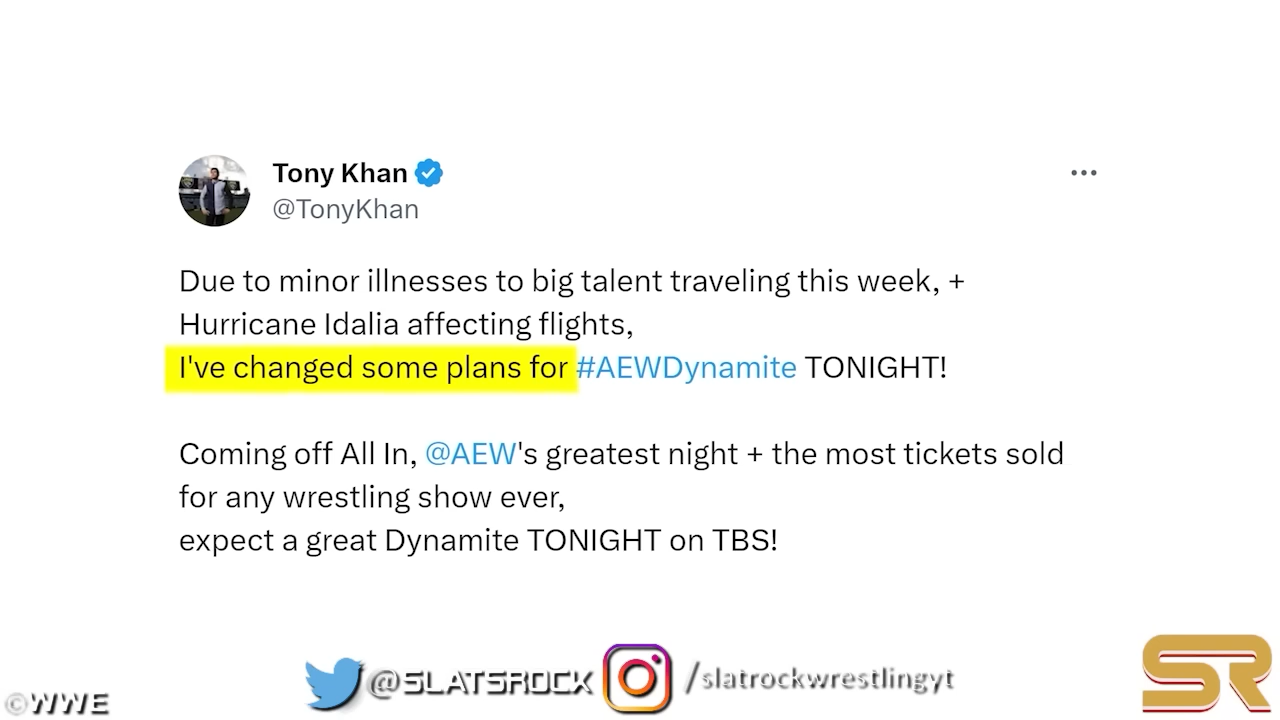 Tony Khan
@TonyKhan
Due to minor illnesses to big talent traveling this week, +
Hurricane Idalia affecting flights,
I've changed some plans for #AEWDynamite TONIGHT!
Coming off All In, @AEW's greatest night + the most tickets sold
for any wrestling show ever,
expect a great Dynamite TONIGHT on TBS!
@SLATSROCK /slatrockwrestlingyt
SR
©WWE